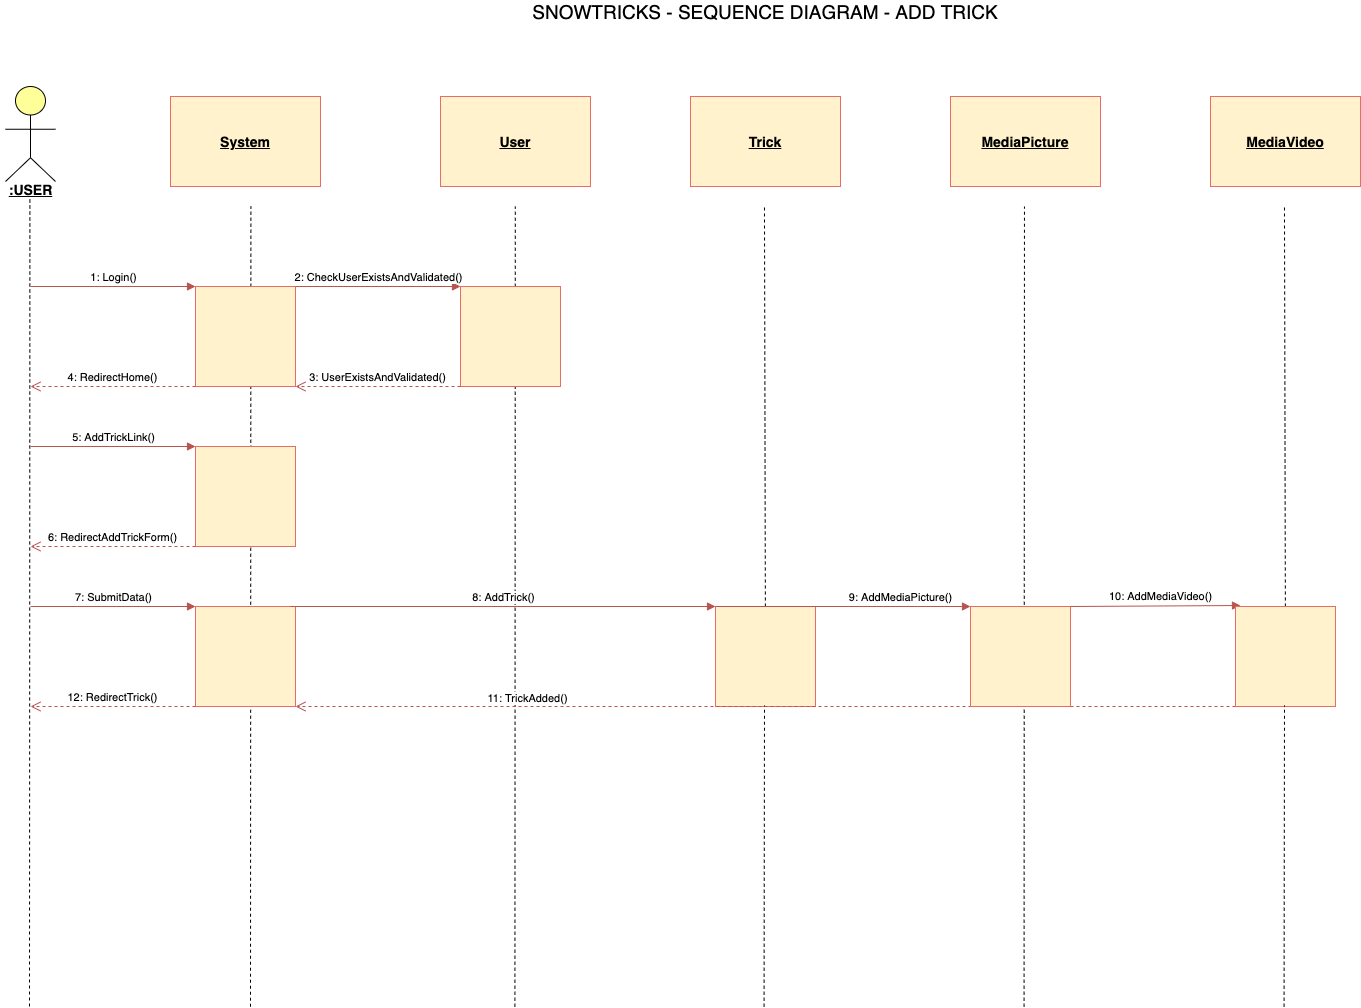 SNOWTRICKS - SEQUENCE DIAGRAM - ADD TRICK
:USER
System
User
Trick
MediaPicture
MediaVideo
1: Login()
2: CheckUserExistsAndValidated()
4: RedirectHome()
3: UserExistsAndValidated()
5: AddTrickLink()
6: RedirectAddTrickForm()
7: SubmitData()
8: AddTrick()
9: AddMediaPicture()
10: AddMediaVideo()
12: RedirectTrick()
11: TrickAdded()